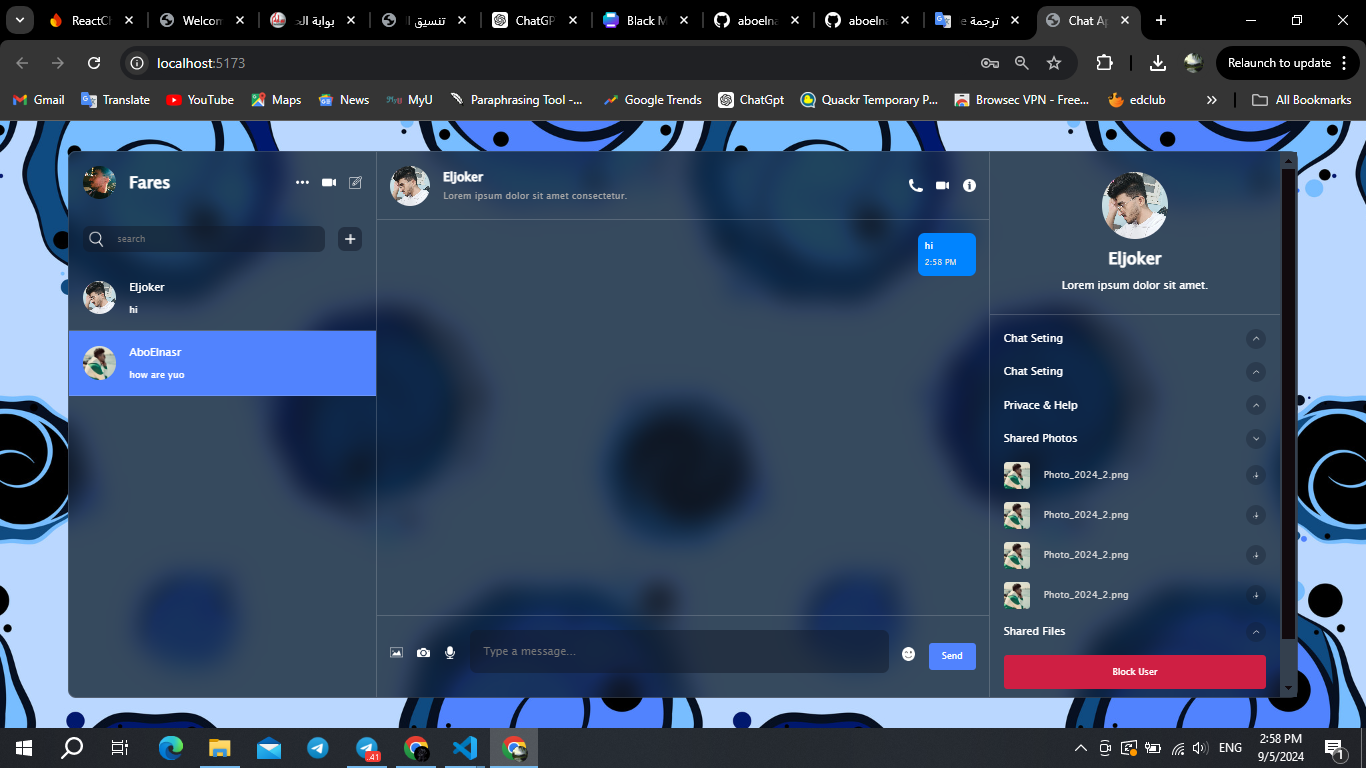 ReactCl
Welcom
بوابة الح
تنسيق ال
ChatGP
Black M
aboelna
aboelna
ترجمة e
Chat Ap
localhost:5173
Relaunch to update
Gmail
Translate
YouTube
Maps
News
MyU
Paraphrasing Tool -...
Google Trends
ChatGpt
Quackr Temporary P...
Browsec VPN - Free...
edclub
All Bookmarks
Fares
search
Eljoker
hi
AboElnasr
how are yuo
Eljoker
Lorem ipsum dolor sit amet consectetur.
hi
2:58 PM
Type a message...
Send
Eljoker
Lorem ipsum dolor sit amet.
Chat Seting
Chat Seting
Privace & Help
Shared Photos
Photo_2024_2.png
Photo_2024_2.png
Photo_2024_2.png
Photo_2024_2.png
Shared Files
Block User
41
ENG
2:58 PM
9/5/2024
1